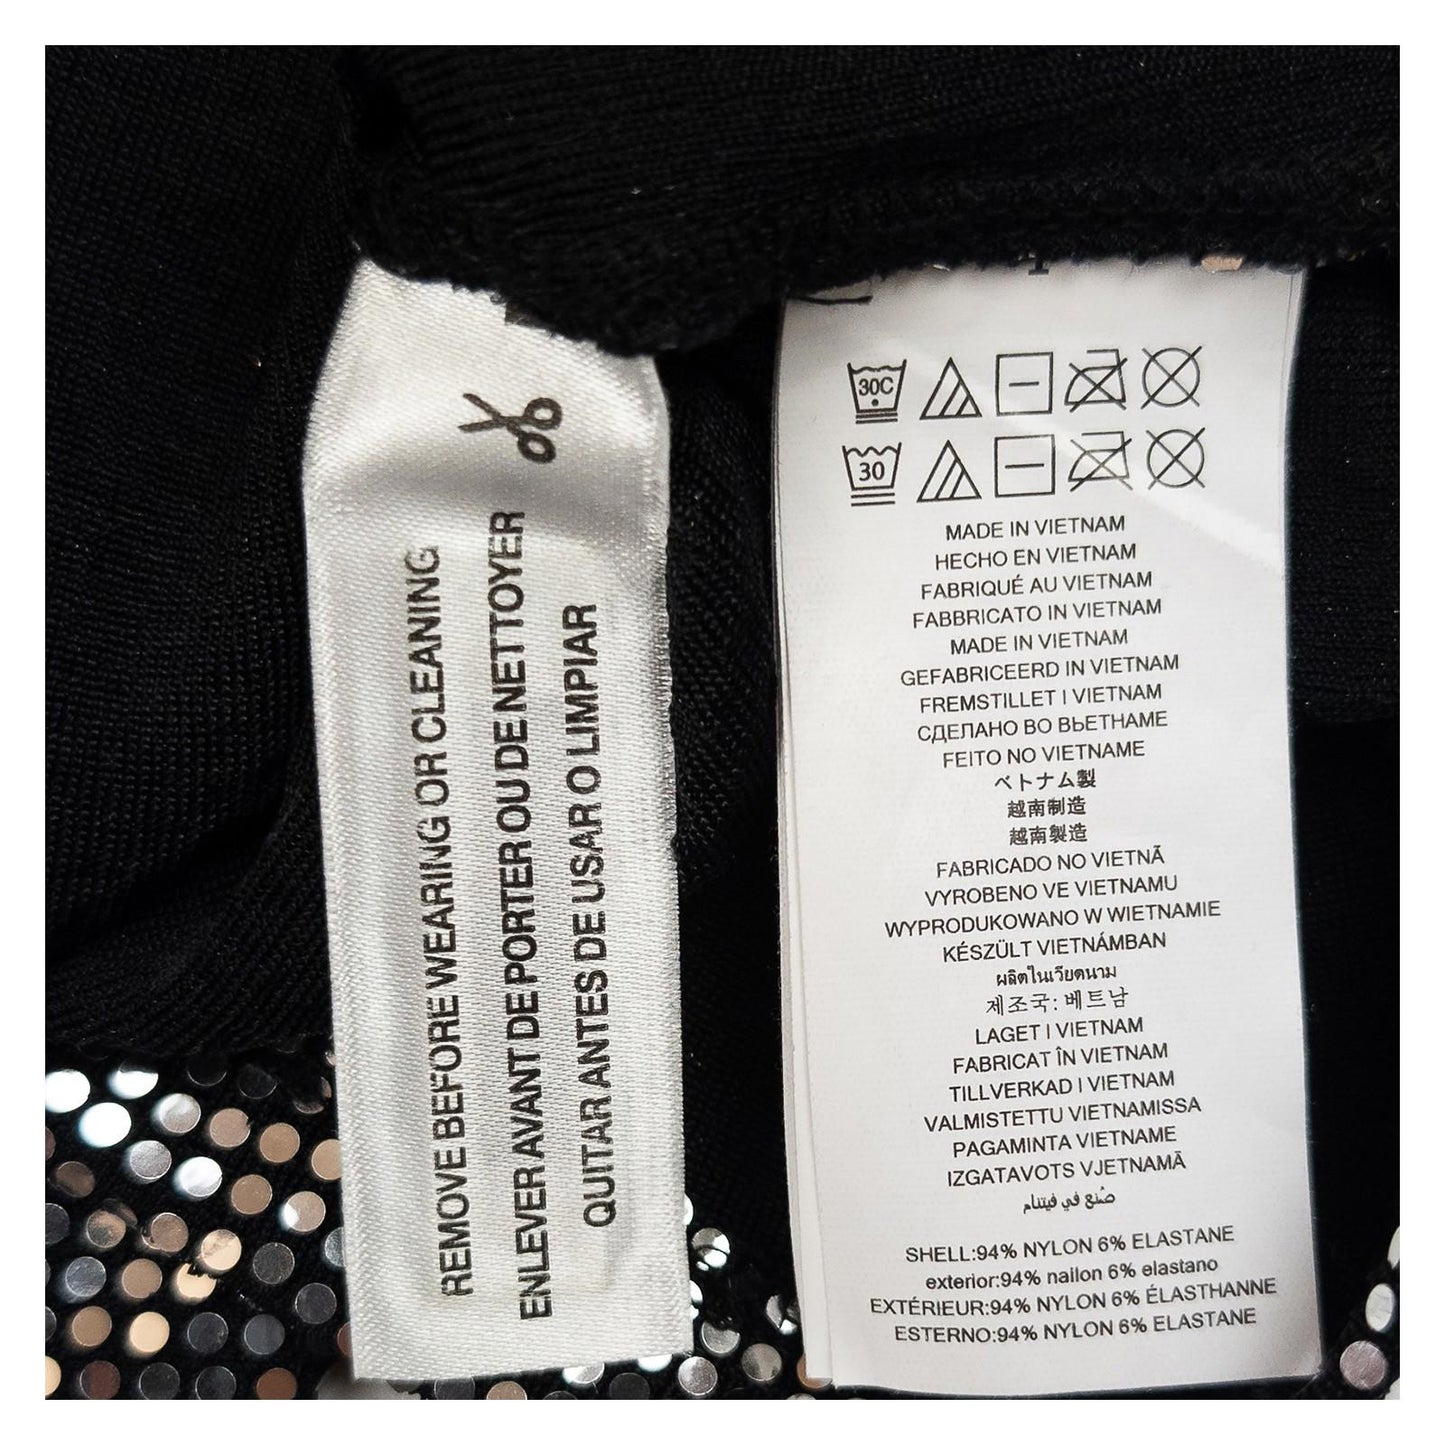 REMOVE BEFORE WEARING OR CLEANING
ENLEVER AVANT DE PORTER OU DE NETTOYER
QUITAR ANTES DE USAR O LIMPIAR
30C
30
MADE IN VIETNAM
HECHO EN VIETNAM
FABRIQUÉ AU VIETNAM
FABBRICATO IN VIETNAM
MADE IN VIETNAM
GEFABRICEERD IN VIETNAM
FREMSTILLET I VIETNAM
СДЕЛАНО ВО ВЬЕТНАМЕ
FEITO NO VIETNAME
ベトナム製
越南制造
越南製造
FABRICADO NO VIETNÃ
VYROBENO VE VIETNAMU
WYPRODUKOWANO W WIETNAMIE
KÉSZÜLT VIETNÁMBAN
ผลิตในเวียดนาม
제조국: 베트남
LAGET I VIETNAM
FABRICAT ÎN VIETNAM
TILLVERKAD I VIETNAM
VALMISTETTU VIETNAMISSA
PAGAMINTA VIETNAME
IZGATAVOTS VJETNAMĀ
صُنع في فيتنام
SHELL:94% NYLON 6% ELASTANE
exterior:94% nailon 6% elastano
EXTÉRIEUR:94% NYLON 6% ÉLASTHANNE
ESTERNO:94% NYLON 6% ELASTANE